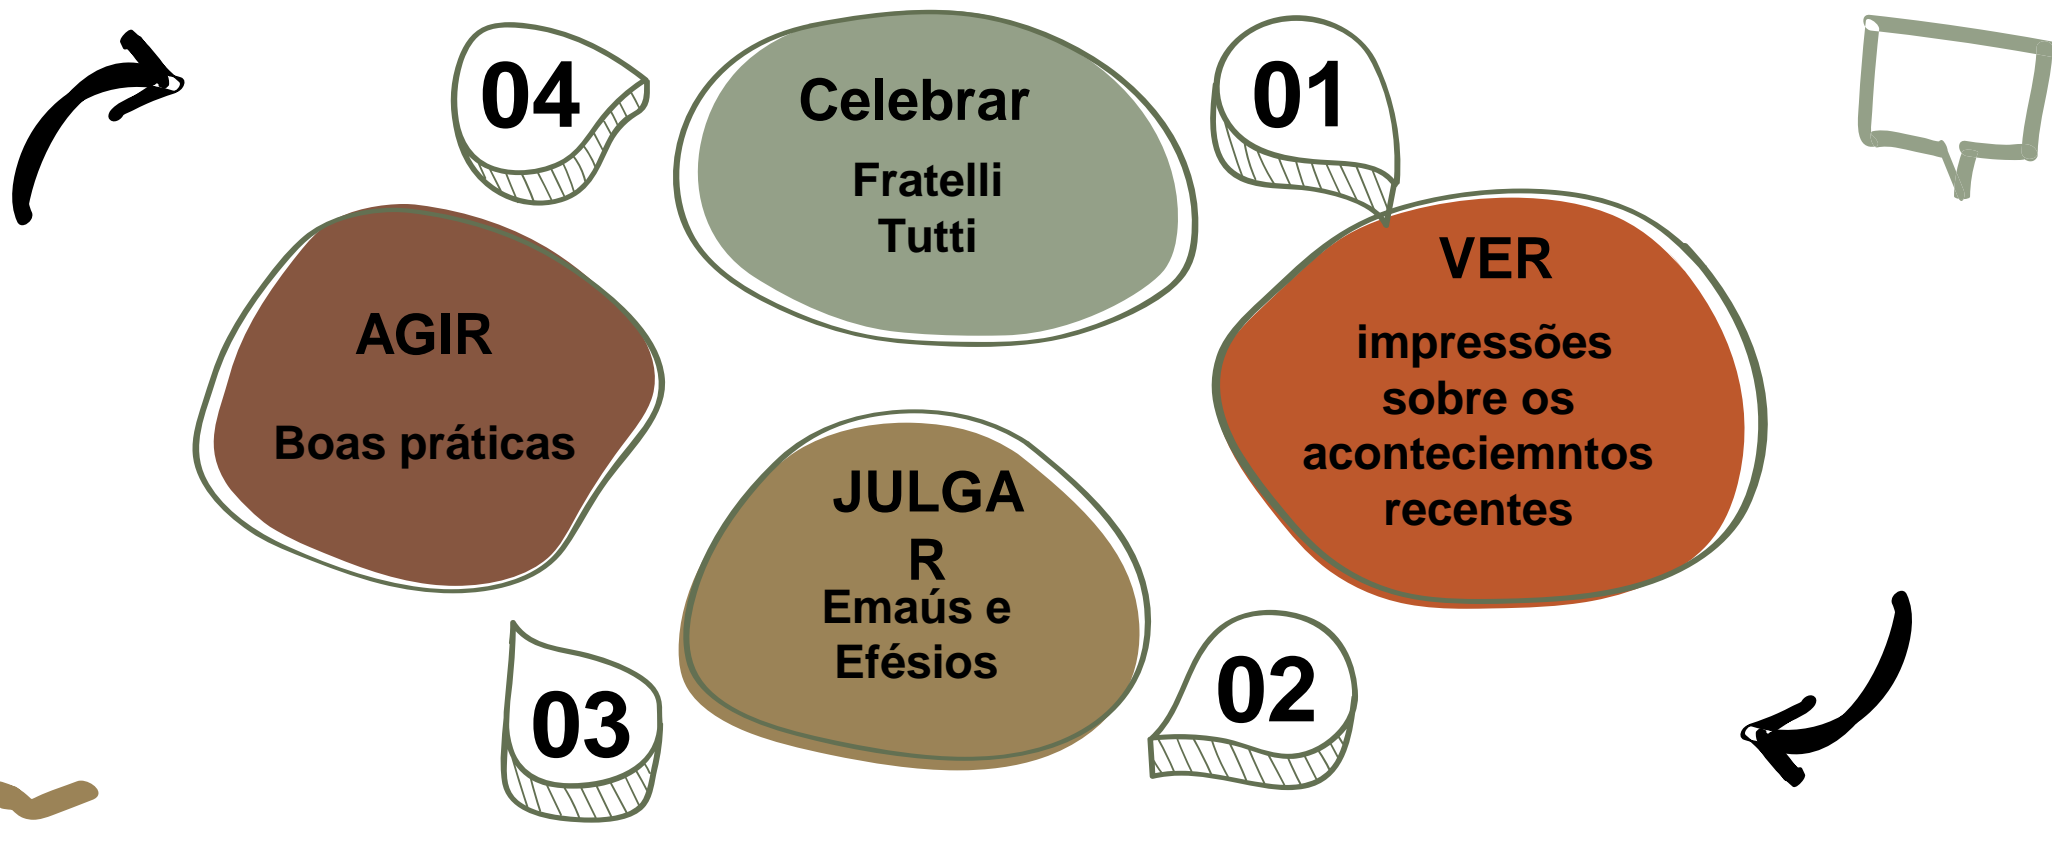 04
Celebrar
Fratelli
Tutti
01
VER
impressões
sobre os
aconteciemntos
recentes
AGIR
Boas práticas
JULGA
R
Emaús e
Efésios
03
02